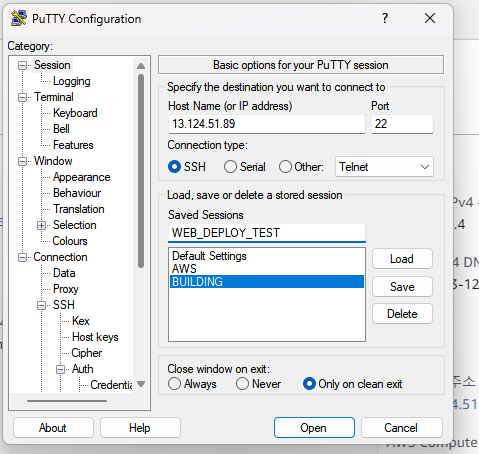 PuTTY Configuration
Category:
Session
Logging
Terminal
Keyboard
Bell
Features
Window
Appearance
Behaviour
Translation
Selection
Colours
Connection
Data
Proxy
SSH
Kex
Host keys
Cipher
Auth
Credentia
Basic options for your PuTTY session
Specify the destination you want to connect to
Host Name (or IP address) Port
13.124.51.89 22
Connection type:
SSH Serial Other: Telnet
Load, save or delete a stored session
Saved Sessions
WEB_DEPLOY_TEST
Default Settings
AWS
BUILDING
Load
Save
Delete
Close window on exit:
Always Never Only on clean exit
About Help Open Cancel
Pv4
.4
4 DN
3-12
주소
4.51
AWS Compute